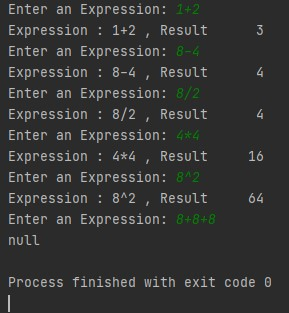 Enter an Expression: 1+2
Expression : 1+2 , Result      3
Enter an Expression: 8-4
Expression : 8-4 , Result      4
Enter an Expression: 8/2
Expression : 8/2 , Result      4
Enter an Expression: 4*4
Expression : 4*4 , Result     16
Enter an Expression: 8^2
Expression : 8^2 , Result     64
Enter an Expression: 8+8+8
null
Process finished with exit code 0